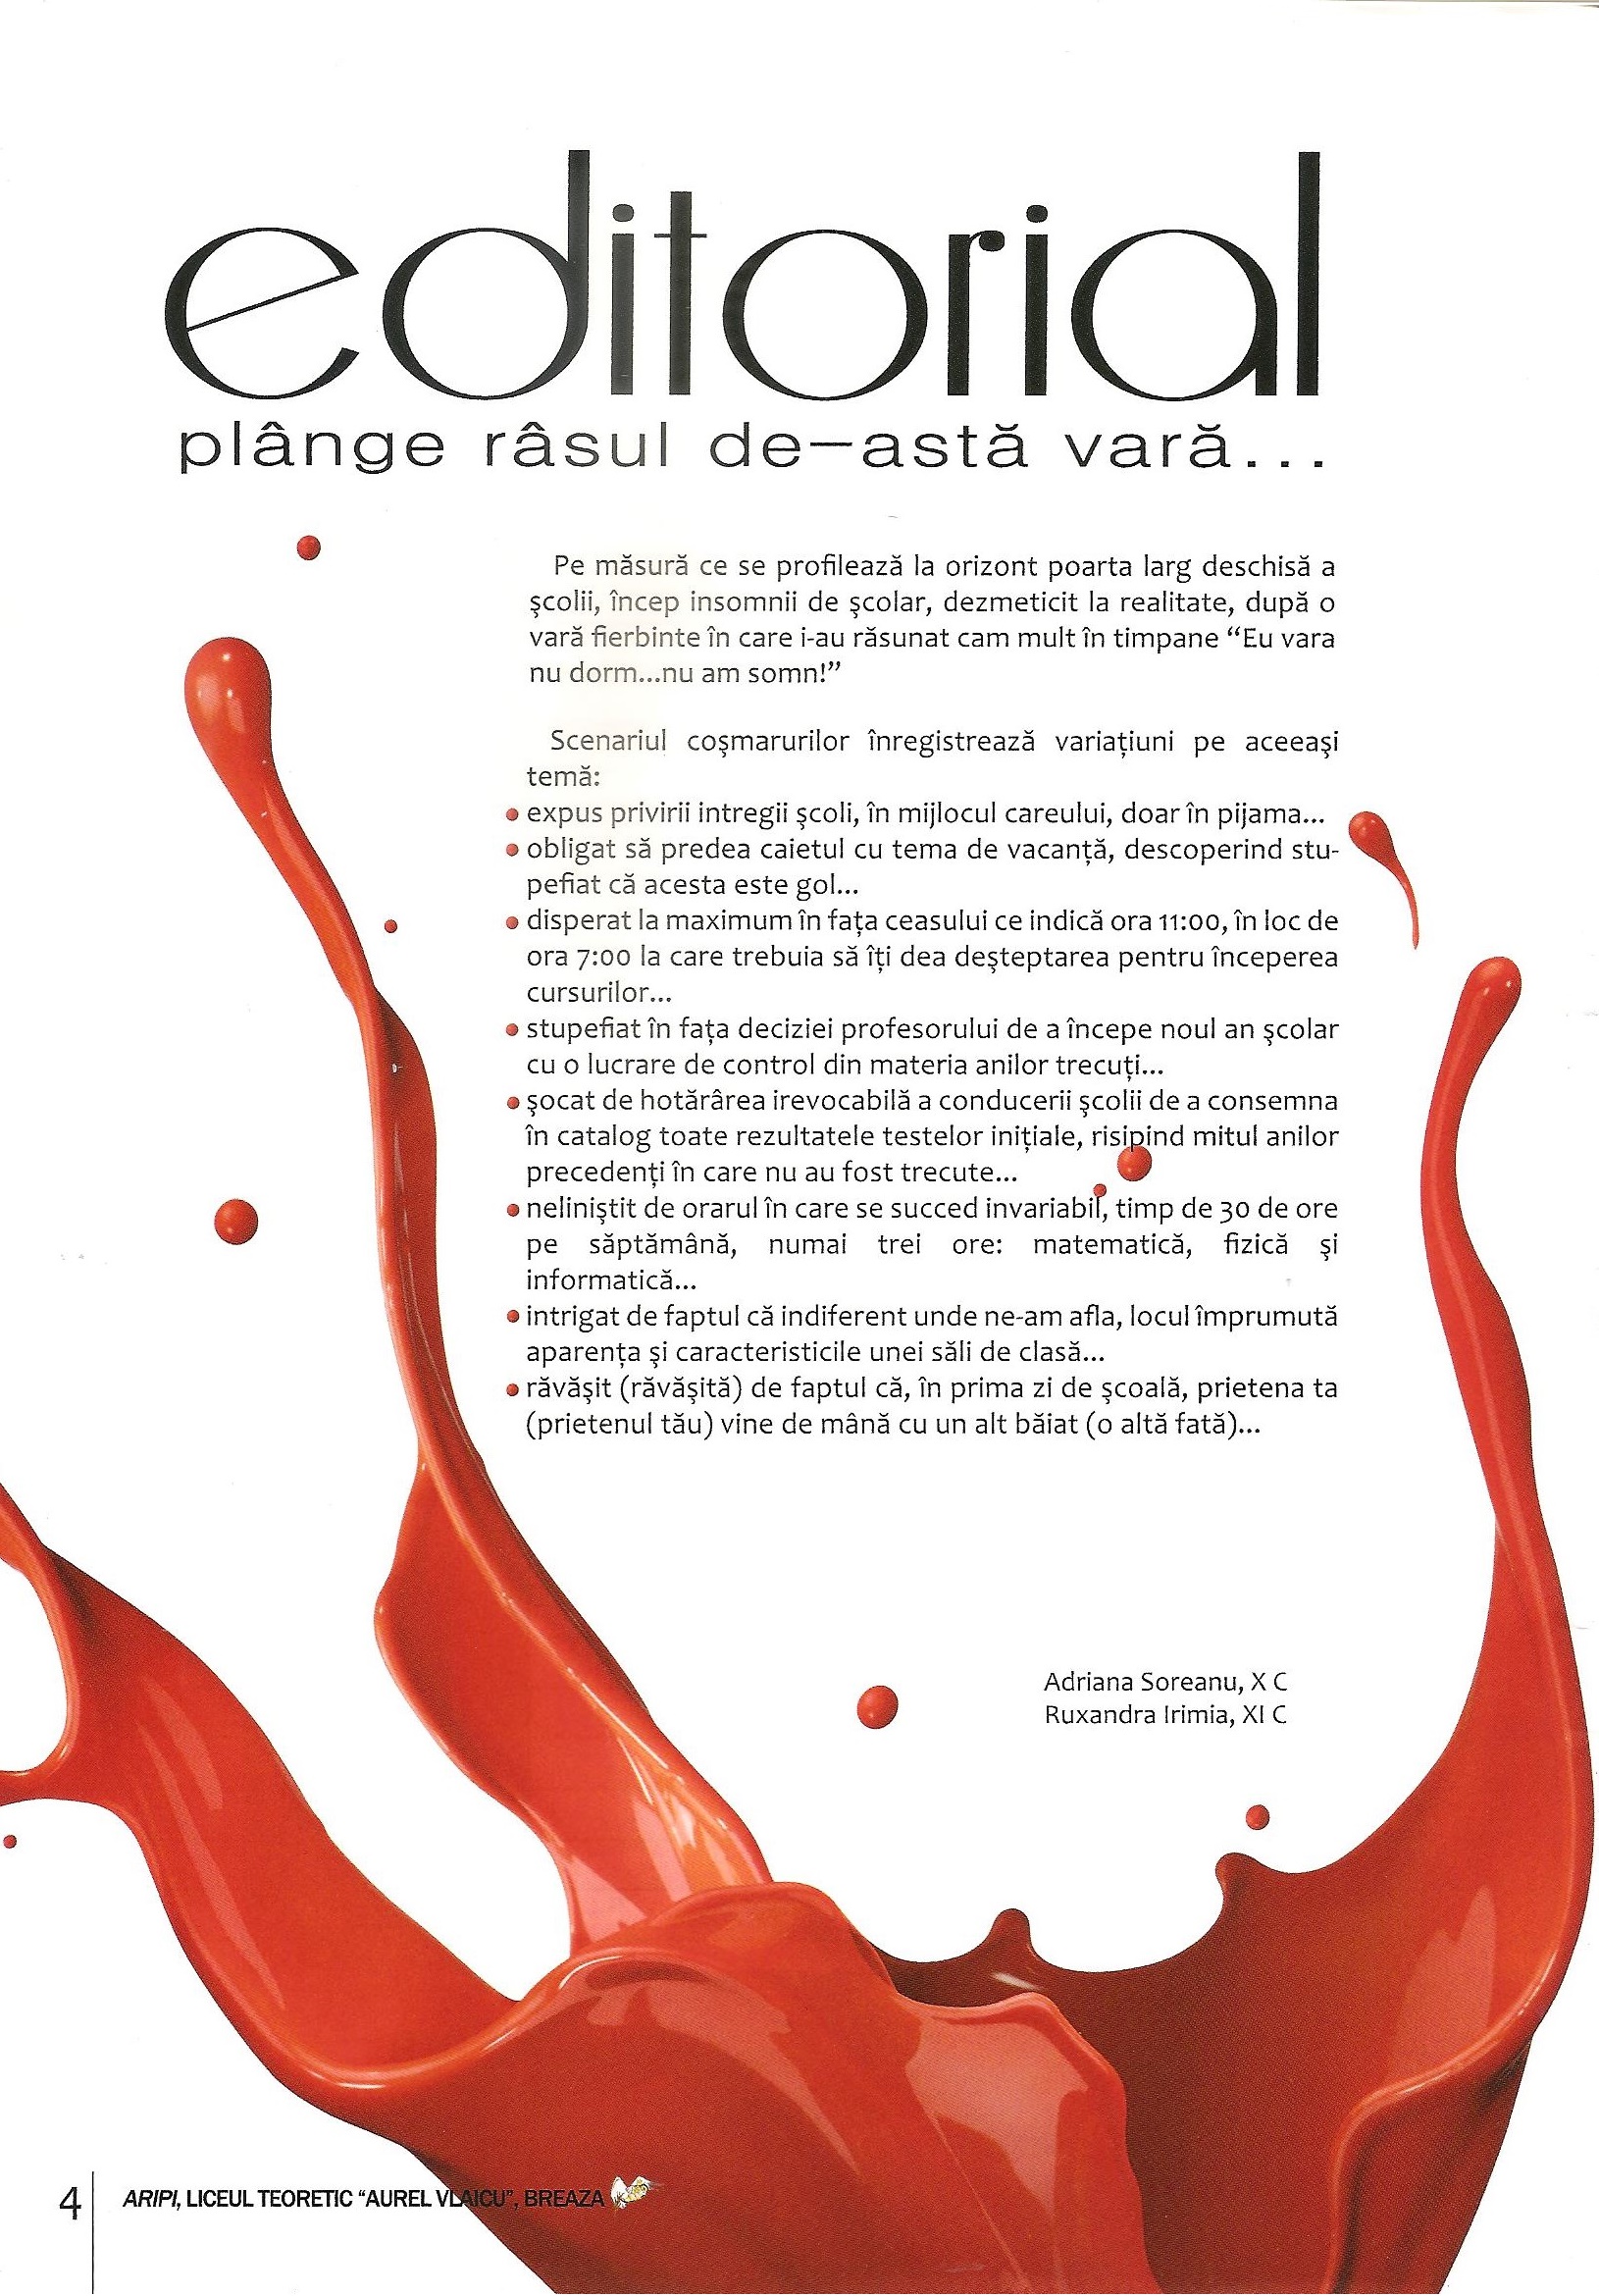 editorial
plânge râsul de-astă vară...
Pe măsură ce se profilează la orizont poarta larg deschisă a
şcolii, încep insomnii de şcolar, dezmeticit la realitate, după o
vară fierbinte în care i-au răsunat cam mult în timpane “Eu vara
nu dorm...nu am somn!”
Scenariul coşmarurilor înregistrează variaţiuni pe aceeaşi
temă:
• expus privirii intregii şcoli, în mijlocul careului, doar în pijama...
• obligat să predea caietul cu tema de vacanţă, descoperind stu-
pefiat că acesta este gol...
• disperat la maximum în faţa ceasului ce indică ora 11:00, în loc de
ora 7:00 la care trebuia să îţi dea deşteptarea pentru începerea
cursurilor...
• stupefiat în faţa deciziei profesorului de a începe noul an şcolar
cu o lucrare de control din materia anilor trecuţi...
• şocat de hotărârea irevocabilă a conducerii şcolii de a consemna
în catalog toate rezultatele testelor iniţiale, risipind mitul anilor
precedenţi în care nu au fost trecute...
• neliniştit de orarul în care se succed invariabil, timp de 30 de ore
pe săptămână, numai trei ore: matematică, fizică şi
informatică...
• intrigat de faptul că indiferent unde ne-am afla, locul împrumută
aparenţa şi caracteristicile unei săli de clasă...
• răvăşit (răvăşită) de faptul că, în prima zi de şcoală, prietena ta
(prietenul tău) vine de mână cu un alt băiat (o altă fată)...
Adriana Soreanu, X C
Ruxandra Irimia, XI C
4
ARIPI, LICEUL TEORETIC “AUREL VLAICU”, BREAZA